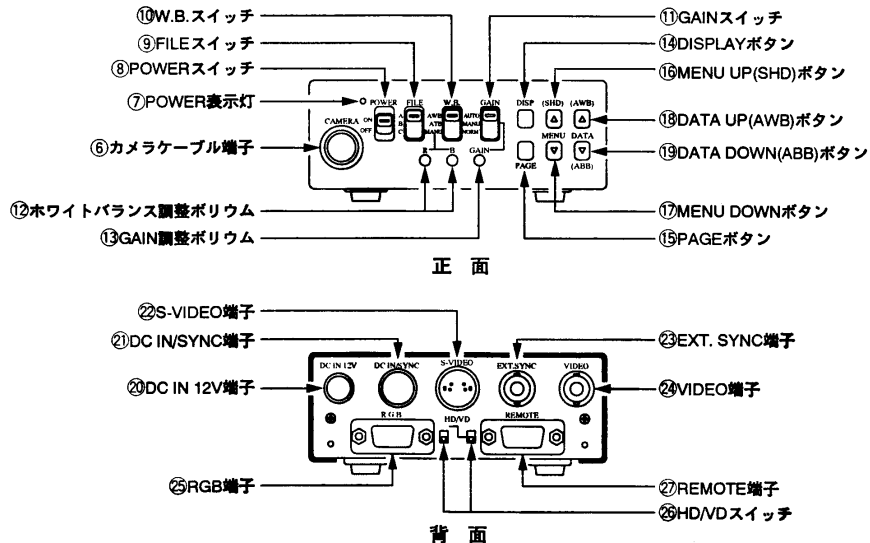 ⑩W.B.スイッチ
⑨FILEスイッチ
⑧POWERスイッチ
⑦POWER表示灯
⑥カメラケーブル端子
⑫ホワイトバランス調整ボリウム
⑬GAIN調整ボリウム
⑪GAINスイッチ
⑭DISPLAYボタン
⑯MENU UP(SHD)ボタン
⑱DATA UP(AWB)ボタン
⑲DATA DOWN(ABB)ボタン
⑰MENU DOWNボタン
⑮PAGEボタン
POWER FILE W.B. GAIN DISP (SHD) (AWB)
CAMERA ON A AWB AUTO
OFF B ATB MANU MENU DATA
C MANU NORM
R B GAIN PAGE (ABB)
正 面
㉒S-VIDEO端子
㉑DC IN/SYNC端子
⑳DC IN 12V端子
㉕RGB端子
㉓EXT. SYNC端子
㉔VIDEO端子
㉗REMOTE端子
㉖HD/VDスイッチ
DC IN 12V DC IN/SYNC S-VIDEO EXT.SYNC VIDEO
R G B HD/VD REMOTE
背 面